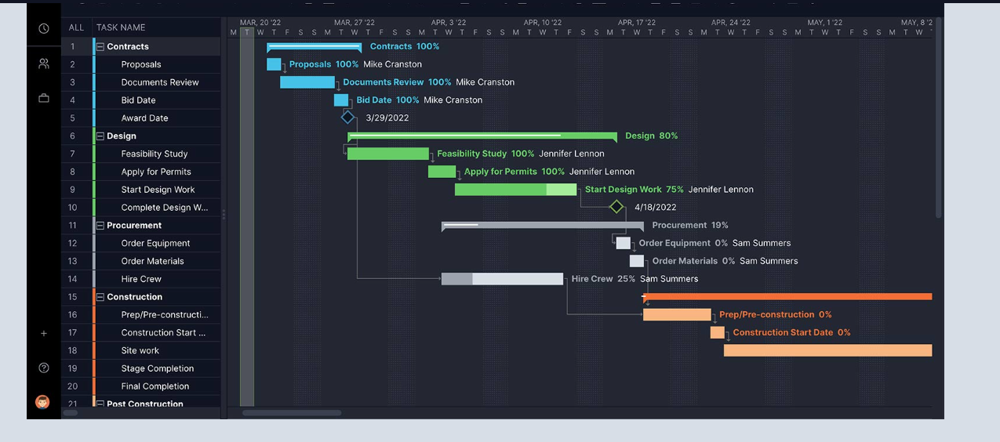 MAR, 20 '22 MAR, 27 '22 APR, 3 '22 APR, 10 '22 APR, 17 '22 APR, 24 '22 MAY, 1 '22 MAY, 8 '2
ALL TASK NAME M T W T F S S M T W T F S S M T W T F S S M T W T F S S M T W T F S S M T W T F S S M T W T F S S M T W
1 Contracts Contracts 100%
2 Proposals Proposals 100% Mike Cranston
3 Documents Review Documents Review 100% Mike Cranston
4 Bid Date Bid Date 100% Mike Cranston
5 Award Date 3/29/2022
6 Design Design 80%
7 Feasibility Study Feasibility Study 100% Jennifer Lennon
8 Apply for Permits Apply for Permits 100% Jennifer Lennon
9 Start Design Work Start Design Work 75% Jennifer Lennon
10 Complete Design W... 4/18/2022
11 Procurement Procurement 19%
12 Order Equipment Order Equipment 0% Sam Summers
13 Order Materials Order Materials 0% Sam Summers
14 Hire Crew Hire Crew 25% Sam Summers
15 Construction
16 Prep/Pre-constructi... Prep/Pre-construction 0%
17 Construction Start ... Construction Start Date 0%
18 Site work
19 Stage Completion
20 Final Completion
21 Post Construction